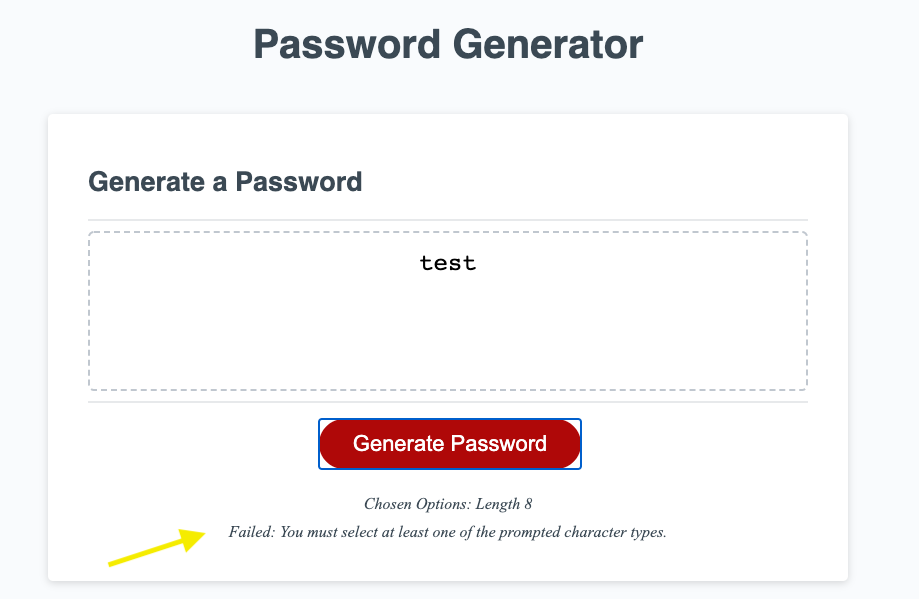 Password Generator
Generate a Password
test
Generate Password
Chosen Options: Length 8
Failed: You must select at least one of the prompted character types.